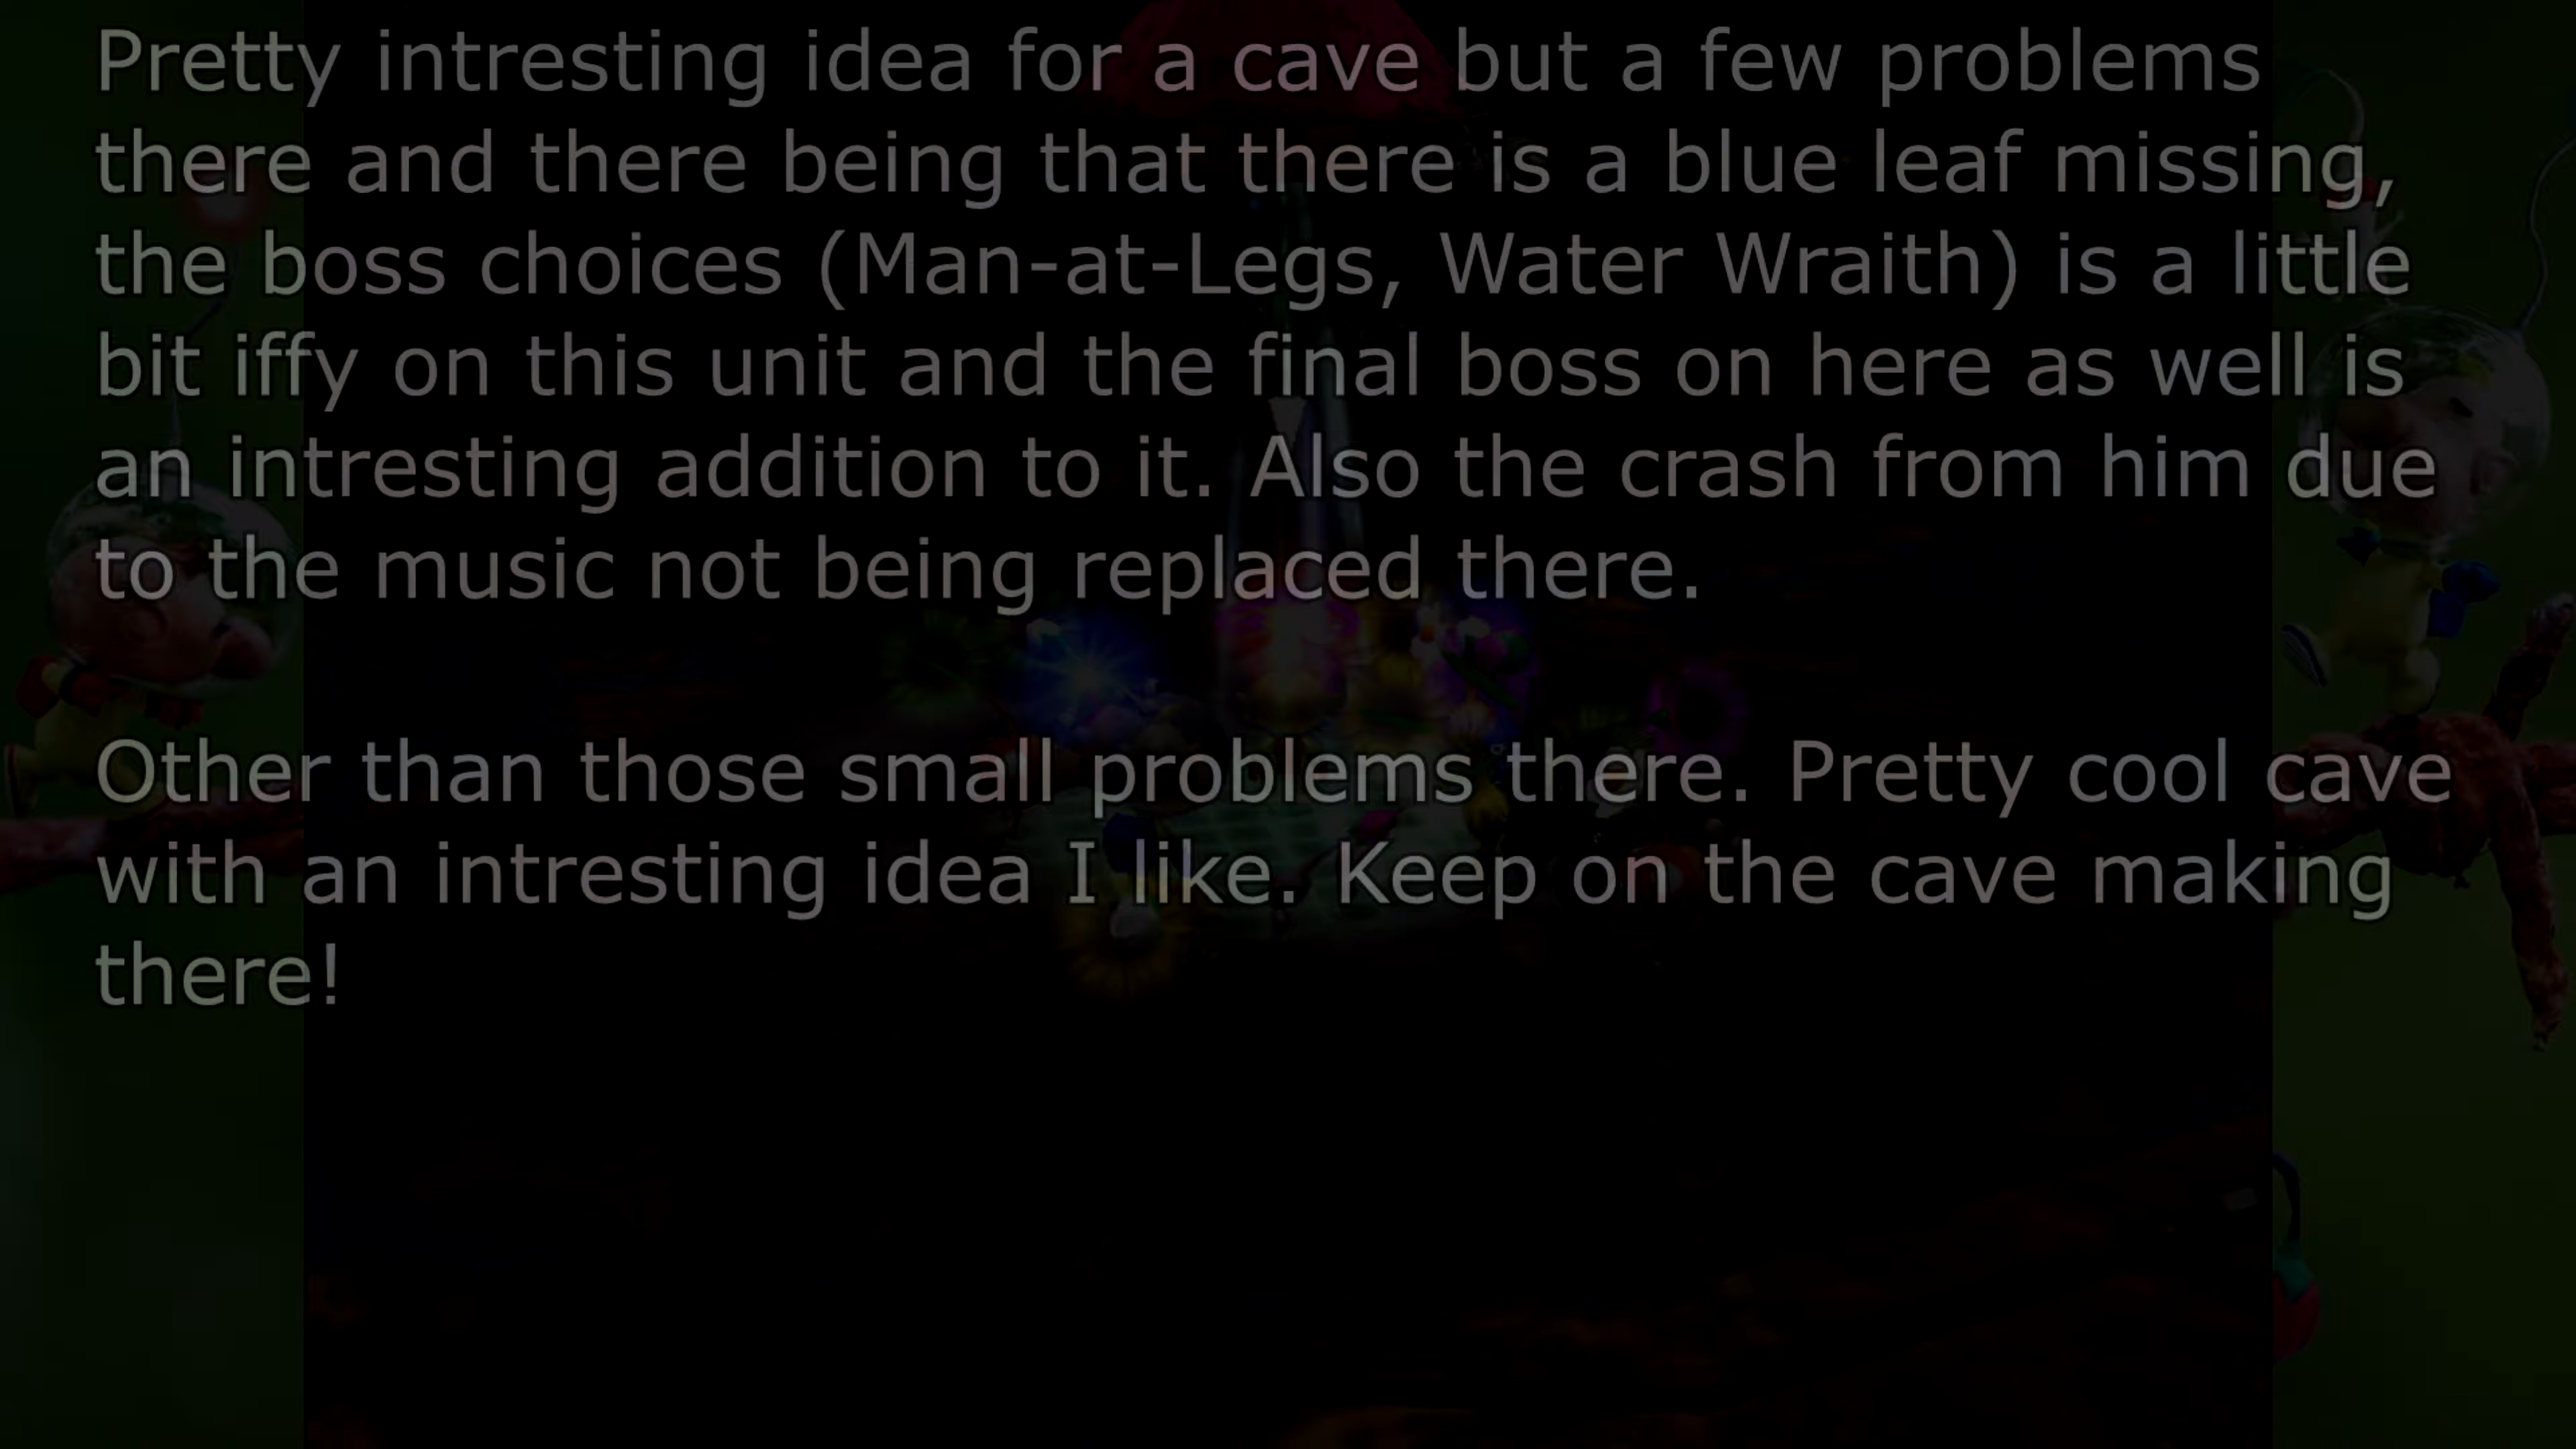 Pretty intresting idea for a cave but a few problems
there and there being that there is a blue leaf missing,
the boss choices (Man-at-Legs, Water Wraith) is a little
bit iffy on this unit and the final boss on here as well is
an intresting addition to it. Also the crash from him due
to the music not being replaced there.
Other than those small problems there. Pretty cool cave
with an intresting idea I like. Keep on the cave making
there!